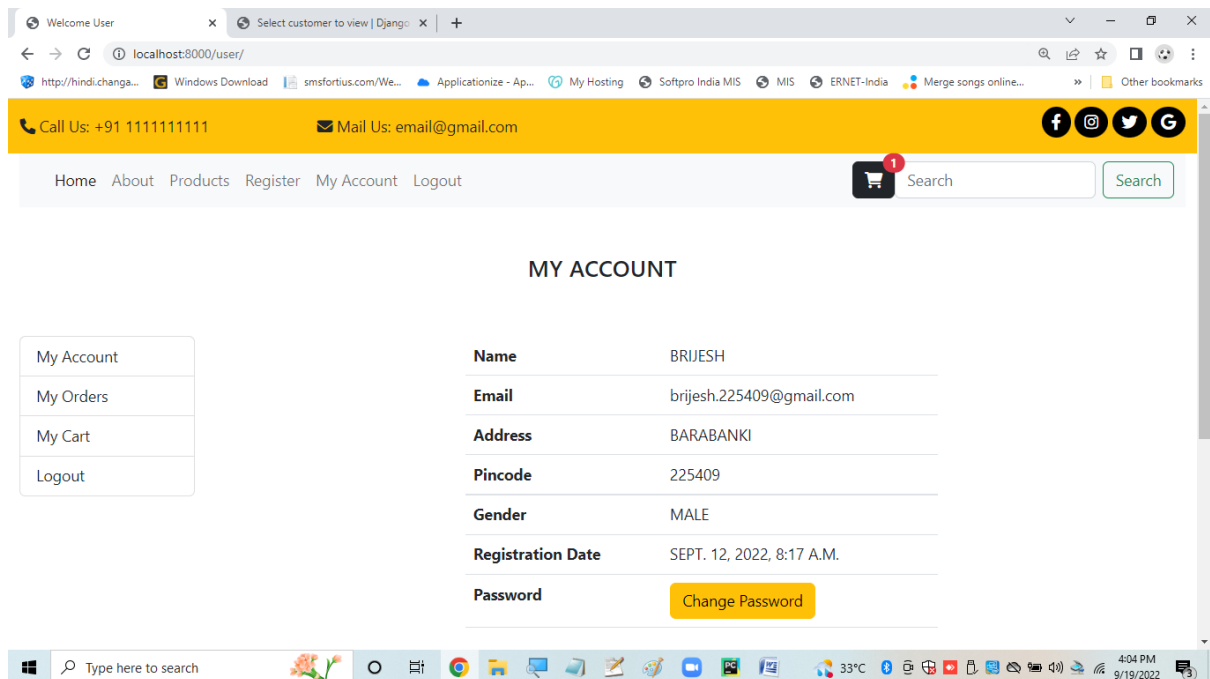 Welcome User
Select customer to view | Djang
localhost:8000/user/
http://hindi.changa... Windows Download smsfortius.com/We... Applicationize - Ap... My Hosting Softpro India MIS MIS ERNET-India Merge songs online... » Other bookmarks
Call Us: +91 1111111111 Mail Us: email@gmail.com
Home About Products Register My Account Logout 1 Search Search
MY ACCOUNT
My Account
My Orders
My Cart
Logout
Name BRIJESH
Email brijesh.225409@gmail.com
Address BARABANKI
Pincode 225409
Gender MALE
Registration Date SEPT. 12, 2022, 8:17 A.M.
Password Change Password
Type here to search 33°C 4:04 PM
9/19/2022